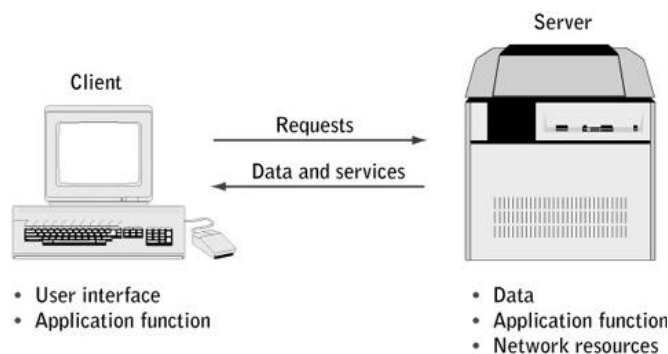 Server
Client
Requests
Data and services
• User interface
• Application function
• Data
• Application function
• Network resources